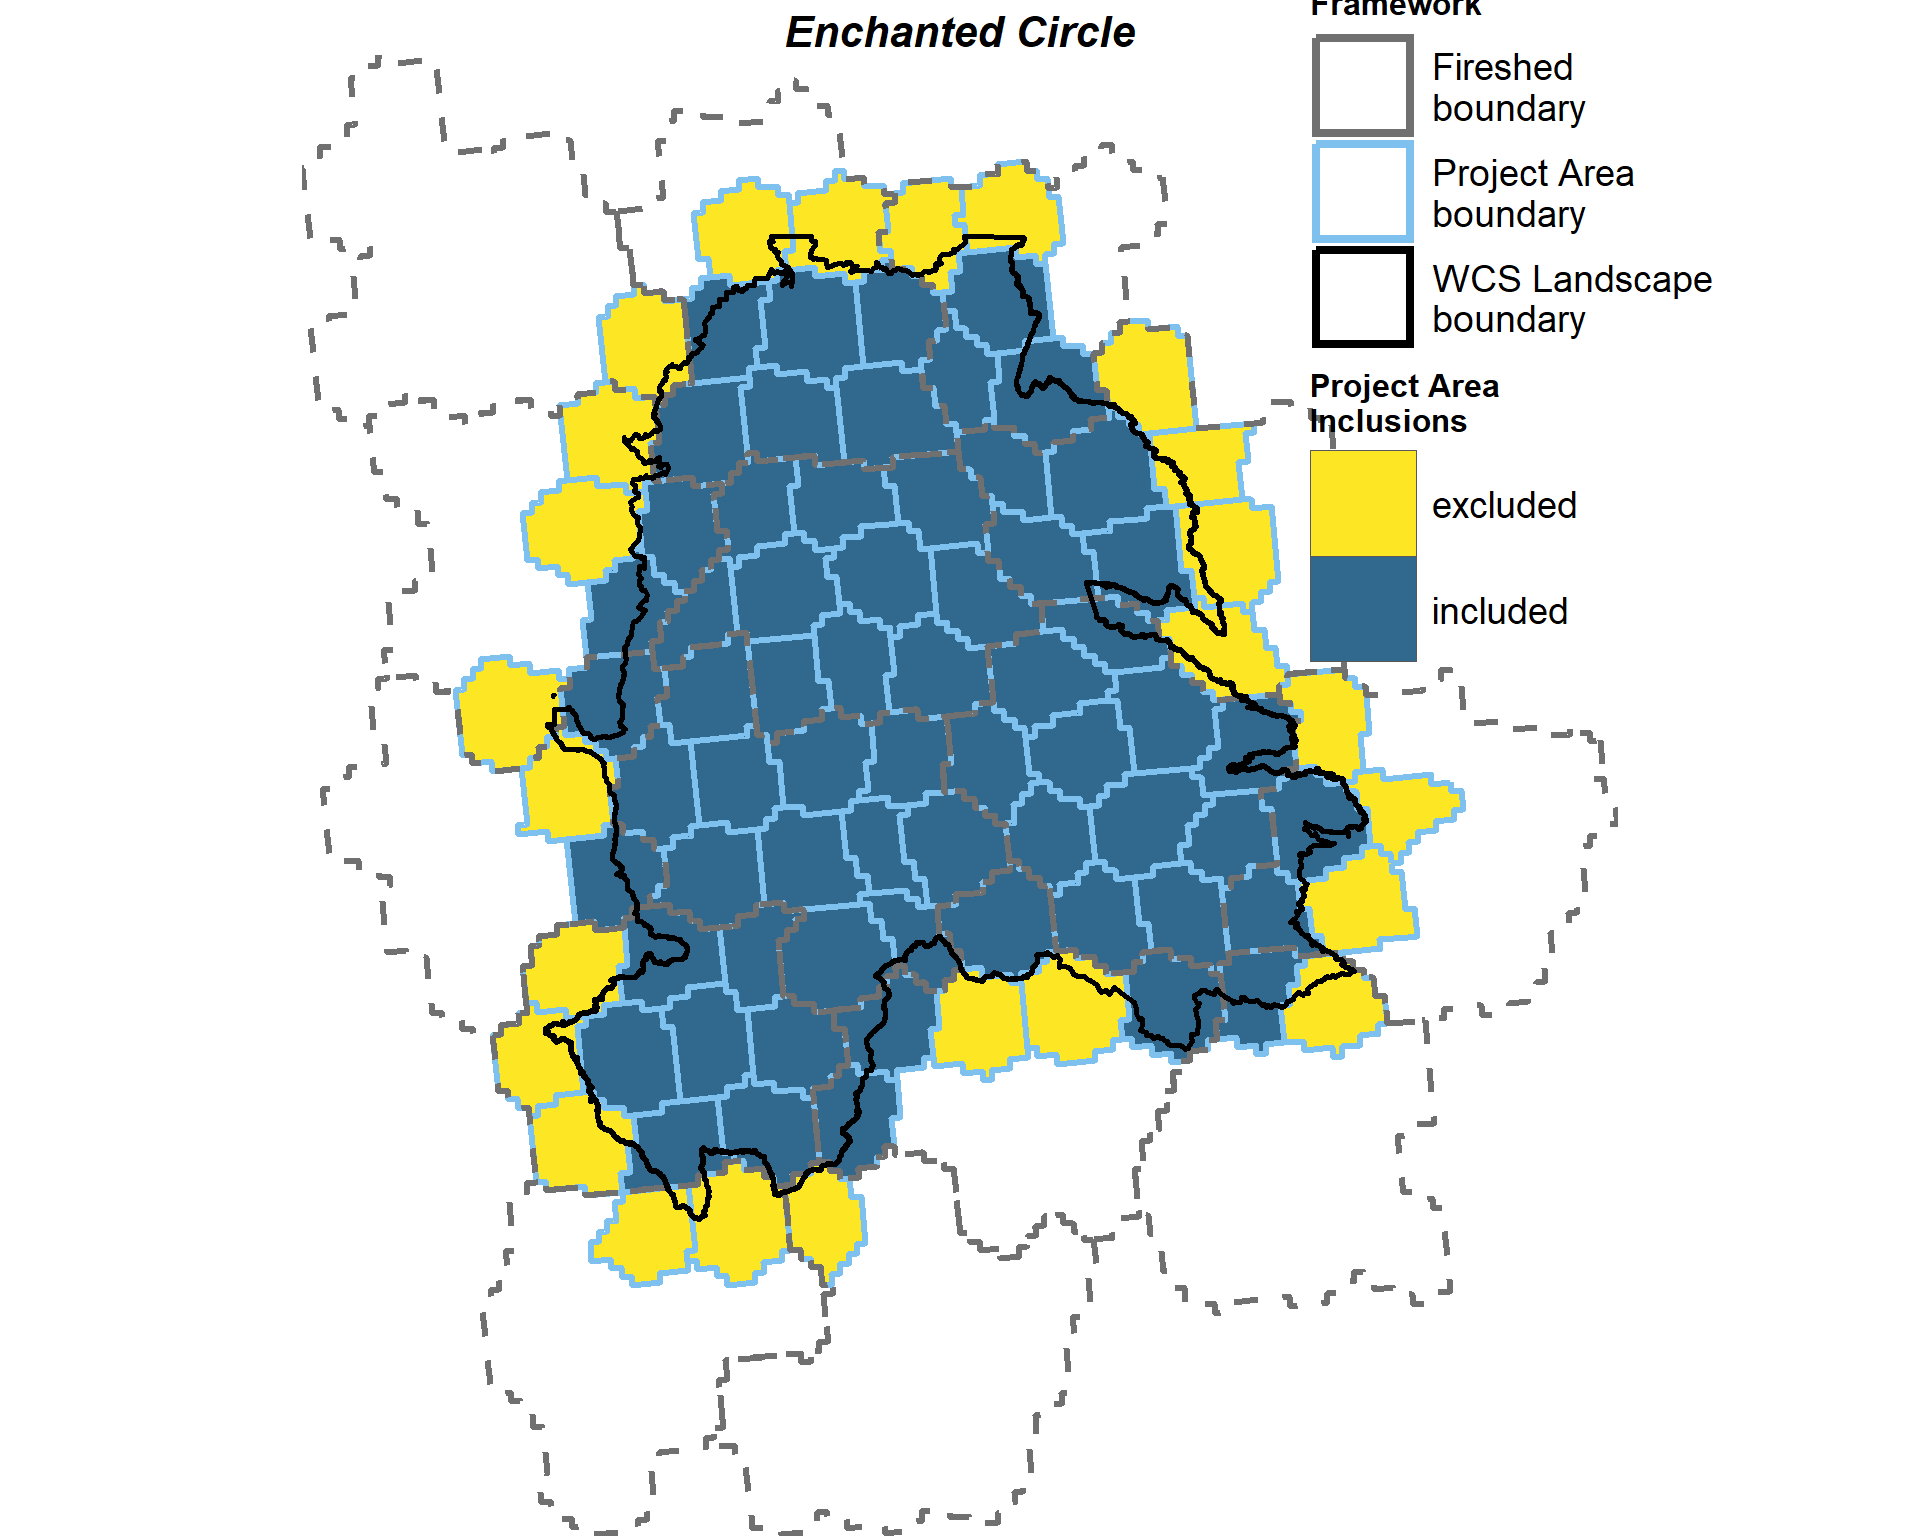 Enchanted Circle
Framework
Fireshed
boundary
Project Area
boundary
WCS Landscape
boundary
Project Area
Inclusions
excluded
included